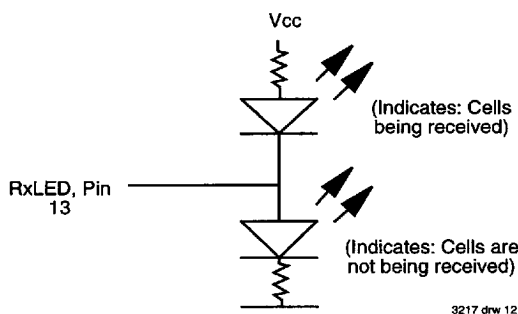 Vcc
(Indicates: Cells
being received)
RxLED, Pin
13
(Indicates: Cells are
not being received)
3217 drw 12